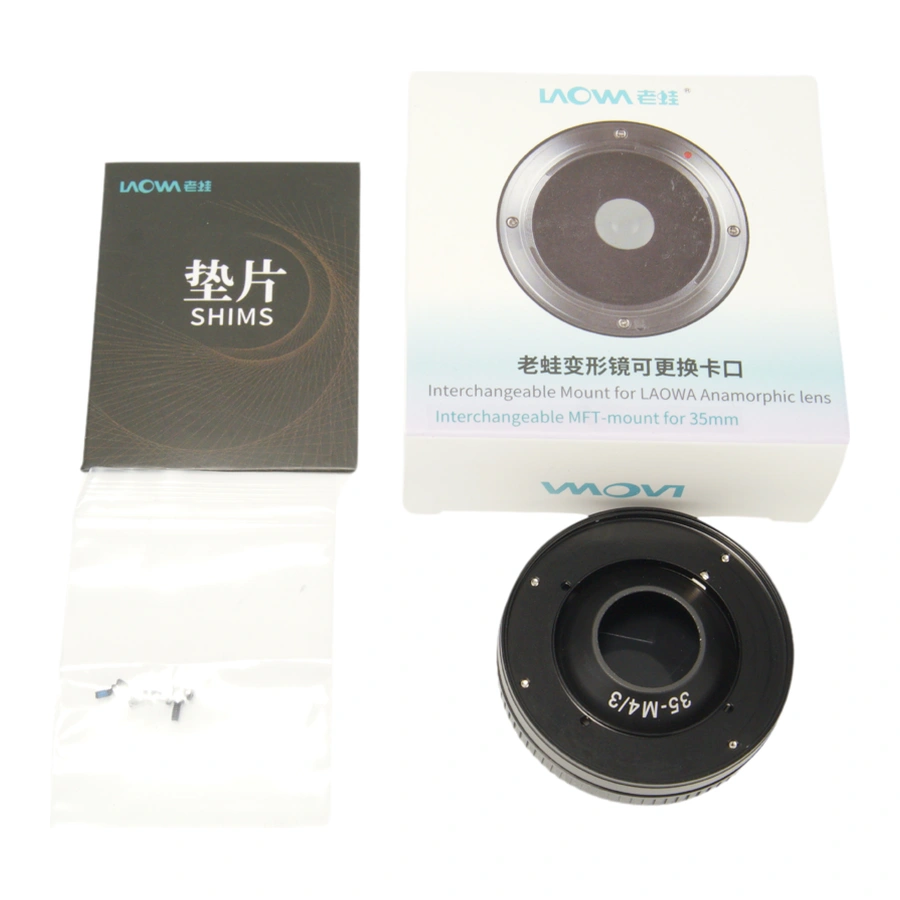 LAOWA 老蛙
垫片
SHIMS
LAOWA 老蛙®
老蛙变形镜可更换卡口
Interchangeable Mount for LAOWA Anamorphic lens
Interchangeable MFT-mount for 35mm
LAOWA
35-M4/3